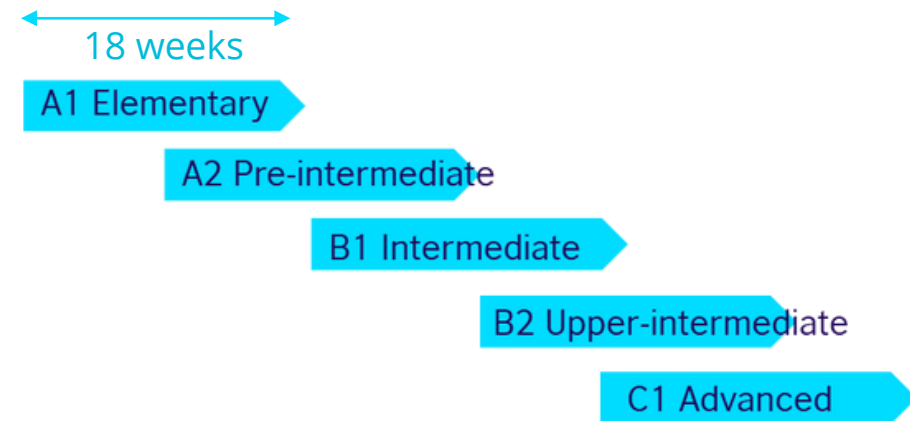 18 weeks
A1 Elementary
A2 Pre-intermediate
B1 Intermediate
B2 Upper-intermediate
C1 Advanced